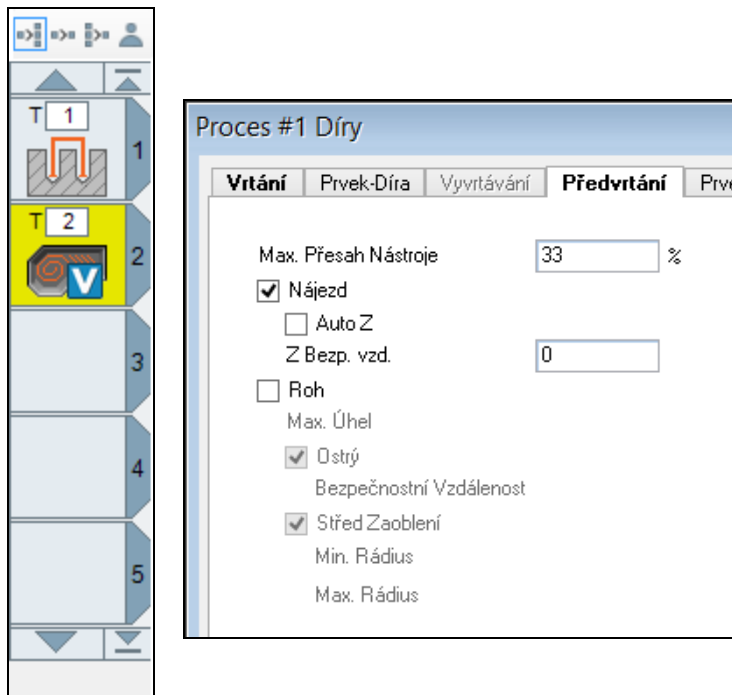 T 1
1
T 2
2
V
3
4
5
Proces #1 Díry
Vrtání Prvek-Díra Vyvrtávání Předvrtání Prve
Max. Přesah Nástroje 33 %
Nájezd
Auto Z
Z Bezp. vzd. 0
Roh
Max. Úhel
Ostrý
Bezpečnostní Vzdálenost
Střed Zaoblení
Min. Rádius
Max. Rádius